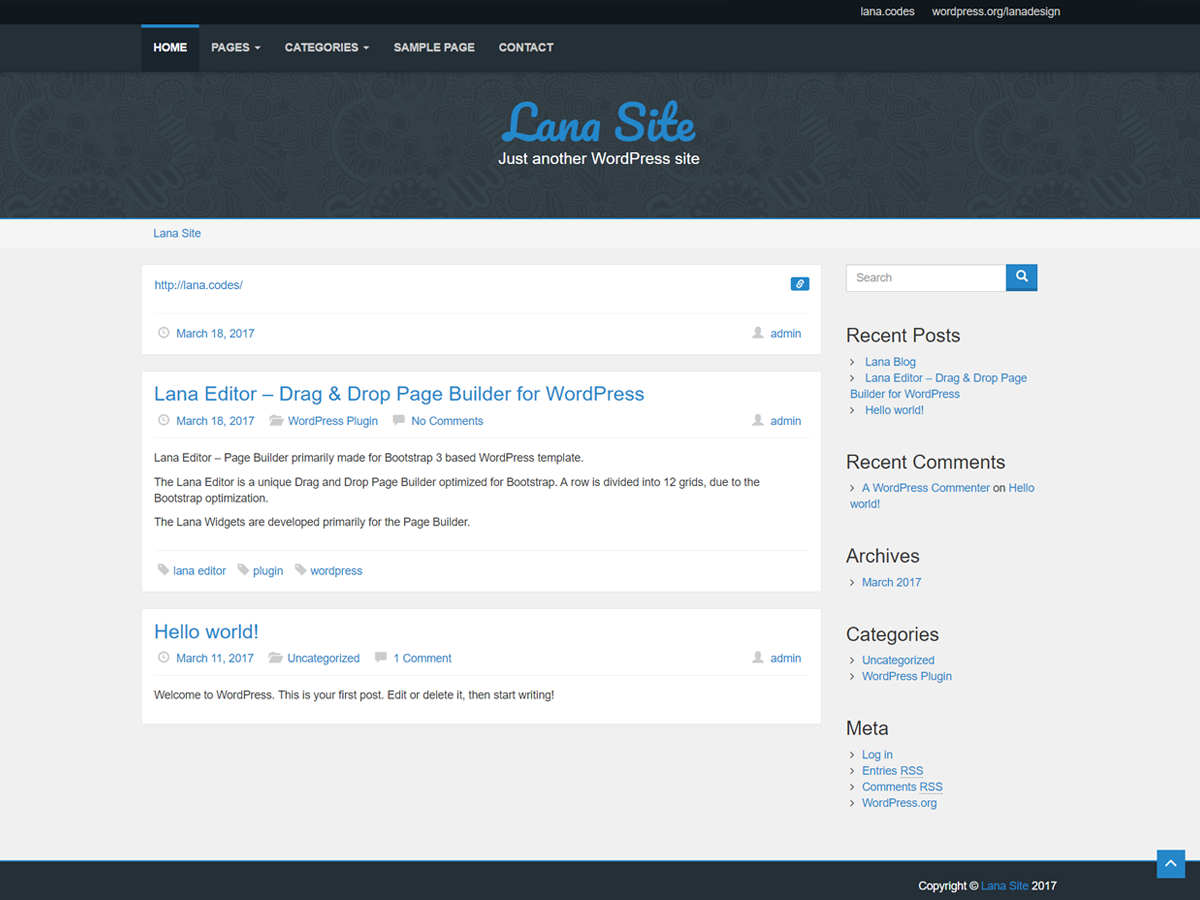 lana.codes wordpress.org/lanadesign
HOME PAGES CATEGORIES SAMPLE PAGE CONTACT
Lana Site
Just another WordPress site
Lana Site
http://lana.codes/
March 18, 2017 admin
Lana Editor – Drag & Drop Page Builder for WordPress
March 18, 2017 WordPress Plugin No Comments admin
Lana Editor – Page Builder primarily made for Bootstrap 3 based WordPress template.
The Lana Editor is a unique Drag and Drop Page Builder optimized for Bootstrap. A row is divided into 12 grids, due to the
Bootstrap optimization.
The Lana Widgets are developed primarily for the Page Builder.
lana editor plugin wordpress
Hello world!
March 11, 2017 Uncategorized 1 Comment admin
Welcome to WordPress. This is your first post. Edit or delete it, then start writing!
Search
Recent Posts
Lana Blog
Lana Editor – Drag & Drop Page
Builder for WordPress
Hello world!
Recent Comments
A WordPress Commenter on Hello
world!
Archives
March 2017
Categories
Uncategorized
WordPress Plugin
Meta
Log in
Entries RSS
Comments RSS
WordPress.org
Copyright © Lana Site 2017